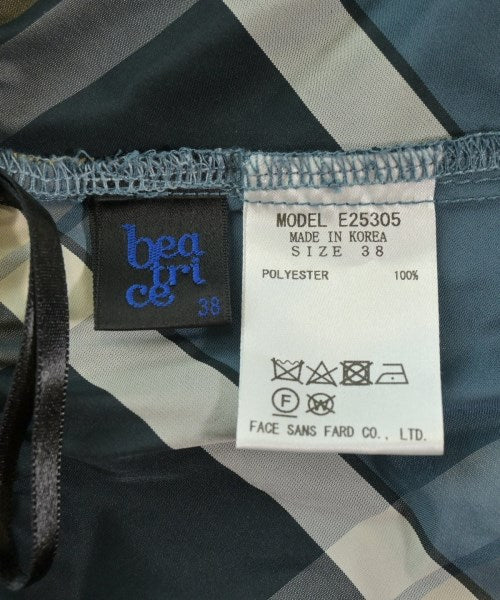 bea
tri
ce
38
MODEL E25305
MADE IN KOREA
SIZE 38
POLYESTER 100%
F
W
FACE SANS FARD CO., LTD.